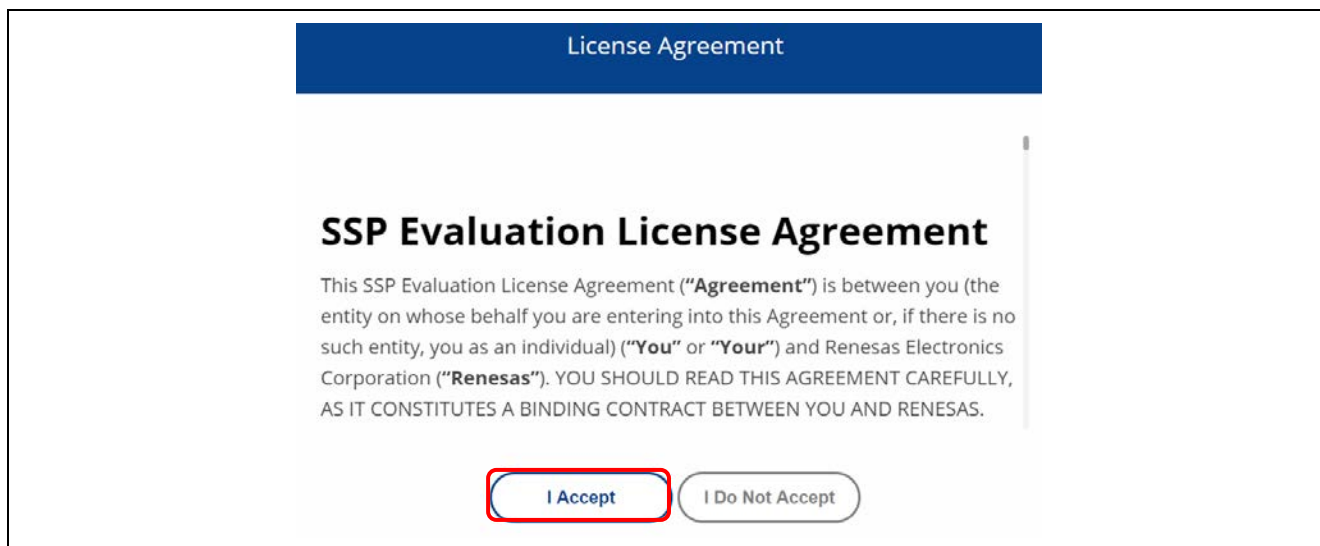 License Agreement
SSP Evaluation License Agreement
This SSP Evaluation License Agreement (“Agreement”) is between you (the
entity on whose behalf you are entering into this Agreement or, if there is no
such entity, you as an individual) (“You” or “Your”) and Renesas Electronics
Corporation (“Renesas”). YOU SHOULD READ THIS AGREEMENT CAREFULLY,
AS IT CONSTITUTES A BINDING CONTRACT BETWEEN YOU AND RENESAS.
I Accept I Do Not Accept